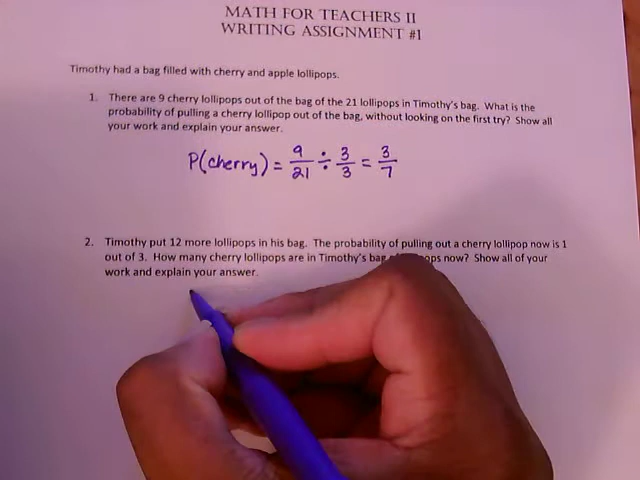 MATH FOR TEACHERS II
WRITING ASSIGNMENT #1
Timothy had a bag filled with cherry and apple lollipops.
1. There are 9 cherry lollipops out of the bag of the 21 lollipops in Timothy's bag. What is the
probability of pulling a cherry lollipop out of the bag, without looking on the first try? Show all
your work and explain your answer.
P(cherry) = 9/21 ÷ 3/3 = 3/7
2. Timothy put 12 more lollipops in his bag. The probability of pulling out a cherry lollipop now is 1
out of 3. How many cherry lollipops are in Timothy's bag now? Show all of your
work and explain your answer.